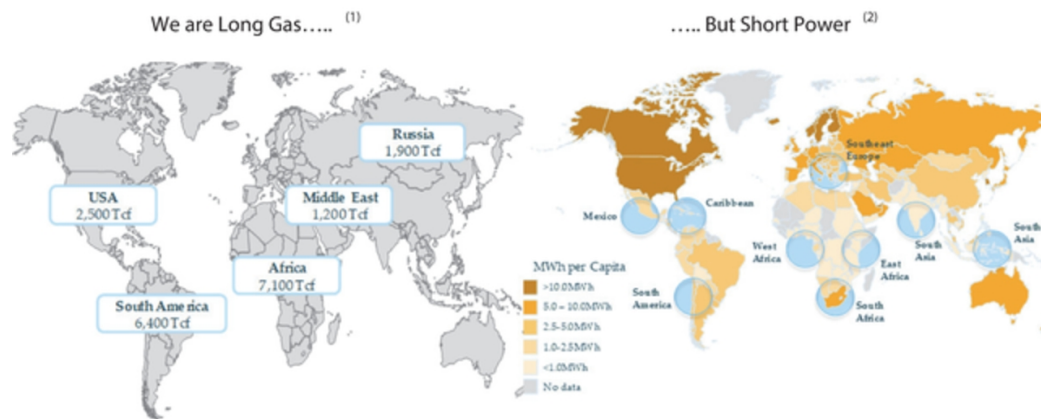 We are Long Gas..... (1)
..... But Short Power (2)
Russia
1,900 Tcf
USA
2,500 Tcf
Middle East
1,200 Tcf
Africa
7,100 Tcf
South America
6,400 Tcf
Southeast
Europe
Mexico
Caribbean
West
Africa
East
Africa
South
Asia
South
Asia
South
America
South
Africa
MWh per Capita
>10.0MWh
5.0 – 10.0MWh
2.5-5.0MWh
1.0-2.5MWh
<1.0MWh
No data